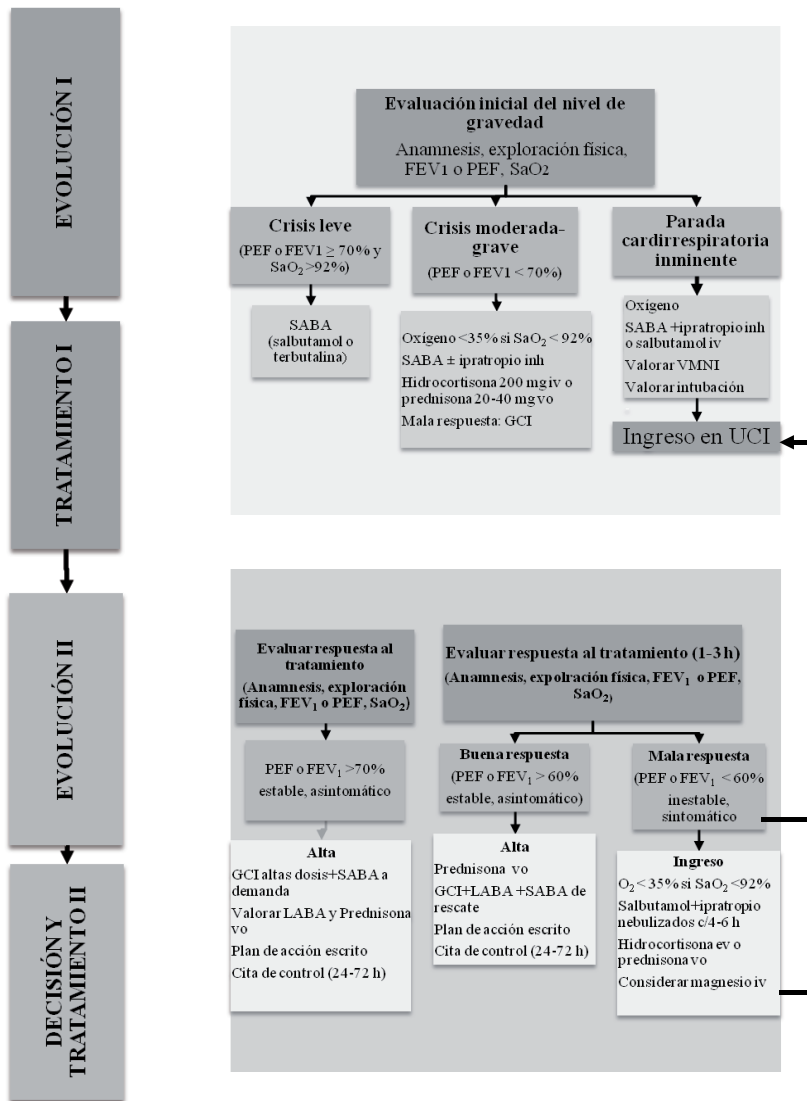 EVOLUCIÓN I
Evaluación inicial del nivel de
gravedad
Anamnesis, exploración física,
FEV1 o PEF, SaO2
Crisis leve
(PEF o FEV1 ≥ 70% y
SaO2 >92%)
Crisis moderada-
grave
(PEF o FEV1 < 70%)
Parada
cardirrespiratoria
inminente
TRATAMIENTO I
SABA
(salbutamol o
terbutalina)
Oxígeno <35% si SaO2 < 92%
SABA ± ipratropio inh
Hidrocortisona 200 mg iv o
prednisona 20-40 mg vo
Mala respuesta: GCI
Oxígeno
SABA +ipratropio inh
o salbutamol iv
Valorar VMNI
Valorar intubación
Ingreso en UCI
EVOLUCIÓN II
Evaluar respuesta al
tratamiento
(Anamnesis, exploración
física, FEV1 o PEF, SaO2)
Evaluar respuesta al tratamiento (1-3 h)
(Anamnesis, expolración física, FEV1 o PEF,
SaO2)
PEF o FEV1 >70%
estable, asintomático
Buena respuesta
(PEF o FEV1 > 60%
estable, asintomático)
Mala respuesta
(PEF o FEV1 < 60%
inestable,
sintomático
DECISIÓN Y
TRATAMIENTO II
Alta
GCI altas dosis+SABA a
demanda
Valorar LABA y Prednisona
vo
Plan de acción escrito
Cita de control (24-72 h)
Alta
Prednisona vo
GCI+LABA +SABA de
rescate
Plan de acción escrito
Cita de control (24-72 h)
Ingreso
O2 < 35% si SaO2 <92%
Salbutamol+ipratropio
nebulizados c/4-6 h
Hidrocortisona ev o
prednisona vo
Considerar magnesio iv